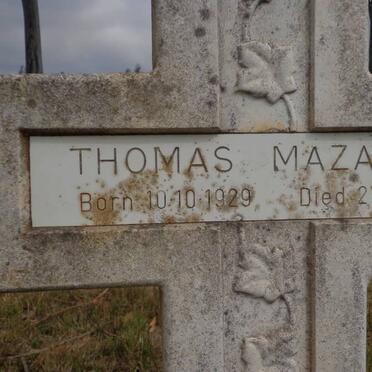 THOMAS MAZA
Born 10·10·1929 Died 2